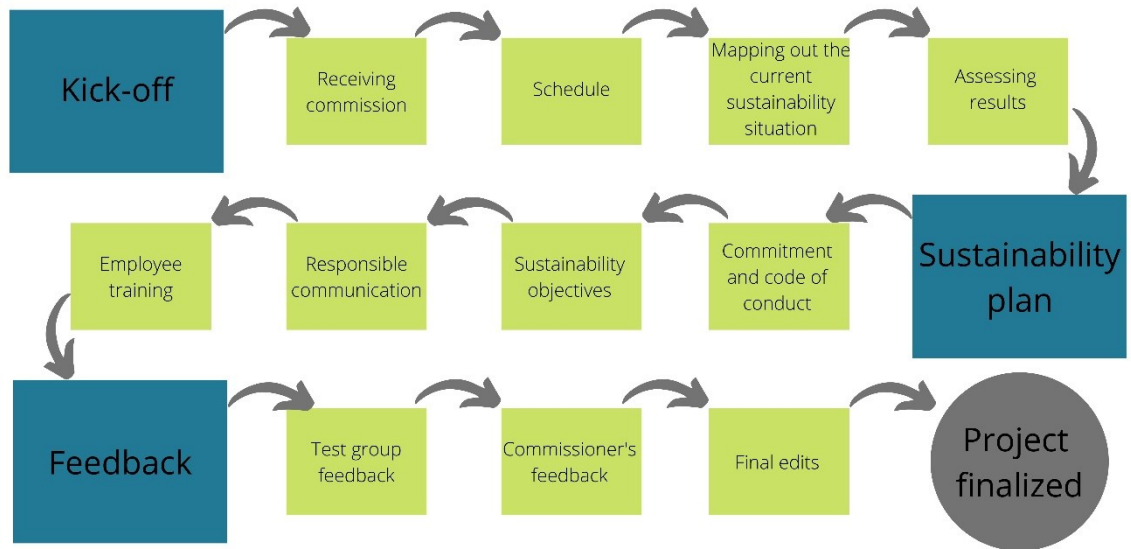 Kick-off
Receiving
commission
Schedule
Mapping out the
current
sustainability
situation
Assessing
results
Sustainability
plan
Commitment
and code of
conduct
Sustainability
objectives
Responsible
communication
Employee
training
Feedback
Test group
feedback
Commissioner's
feedback
Final edits
Project
finalized